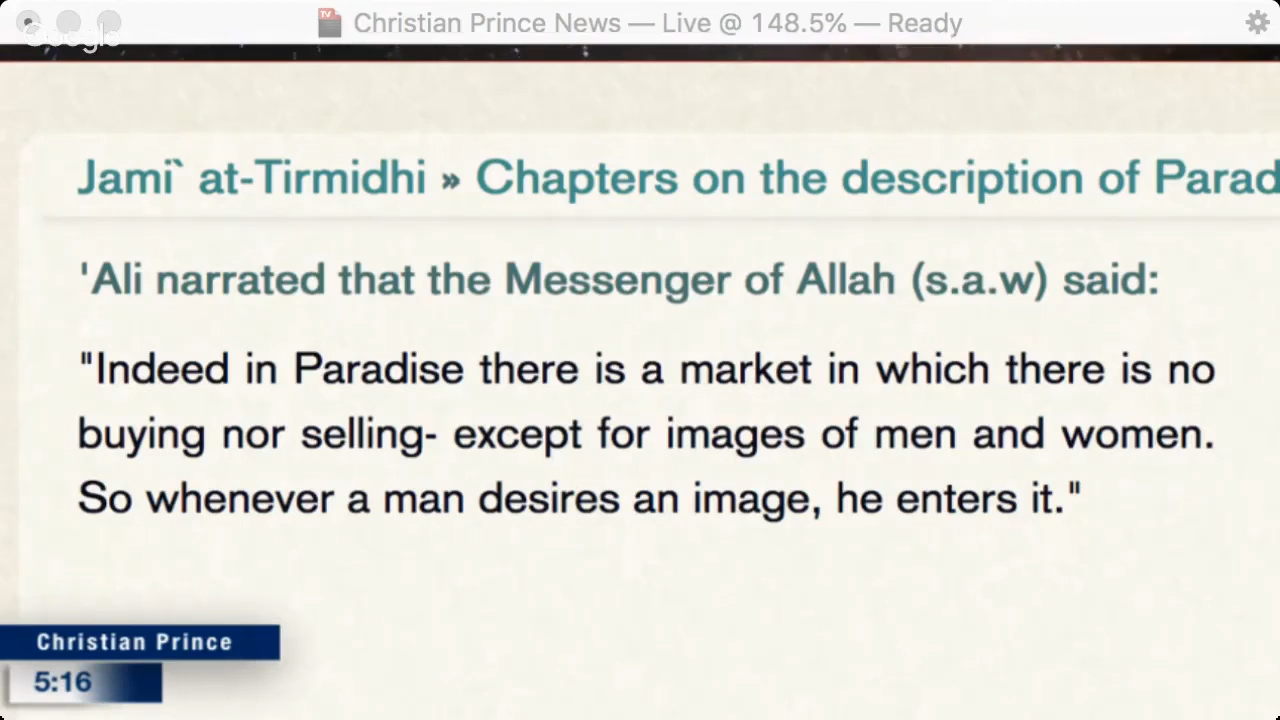 Christian Prince News — Live @ 148.5% — Ready
Google
Jami` at-Tirmidhi » Chapters on the description of Parad
'Ali narrated that the Messenger of Allah (s.a.w) said:
"Indeed in Paradise there is a market in which there is no
buying nor selling- except for images of men and women.
So whenever a man desires an image, he enters it."
Christian Prince
5:16